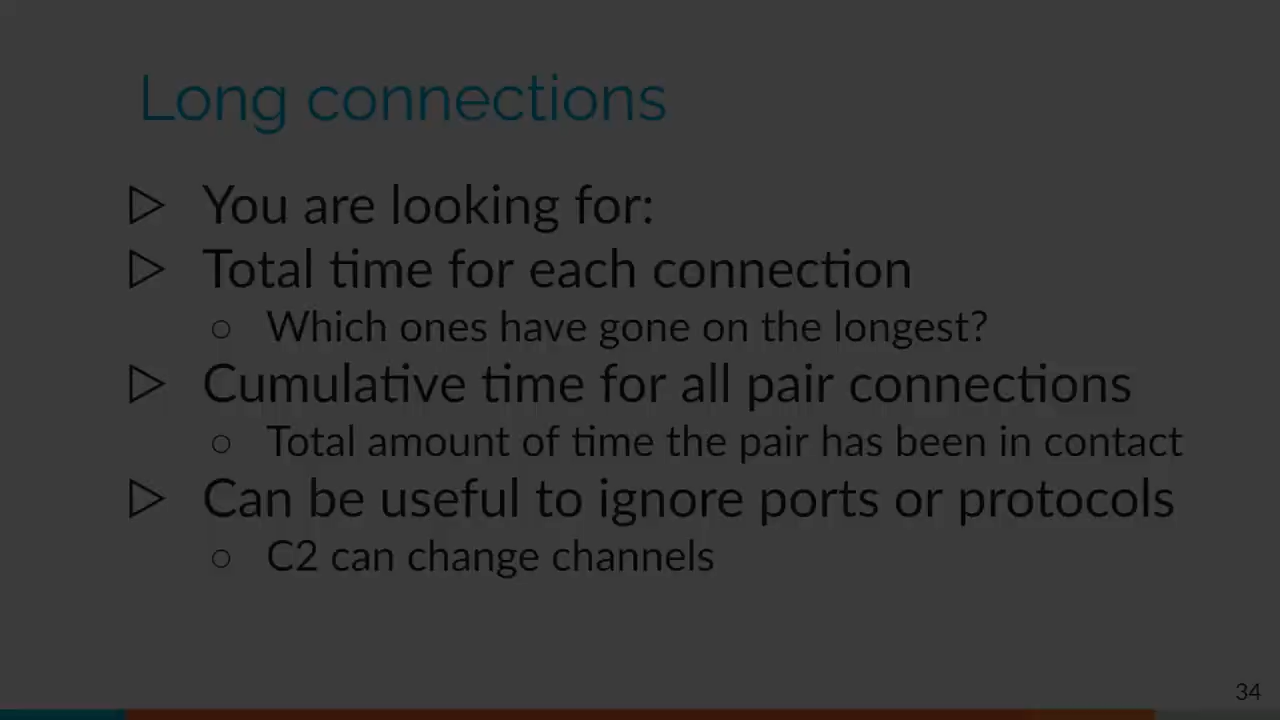 Long connections
▷ You are looking for:
▷ Total time for each connection
○ Which ones have gone on the longest?
▷ Cumulative time for all pair connections
○ Total amount of time the pair has been in contact
▷ Can be useful to ignore ports or protocols
○ C2 can change channels
34